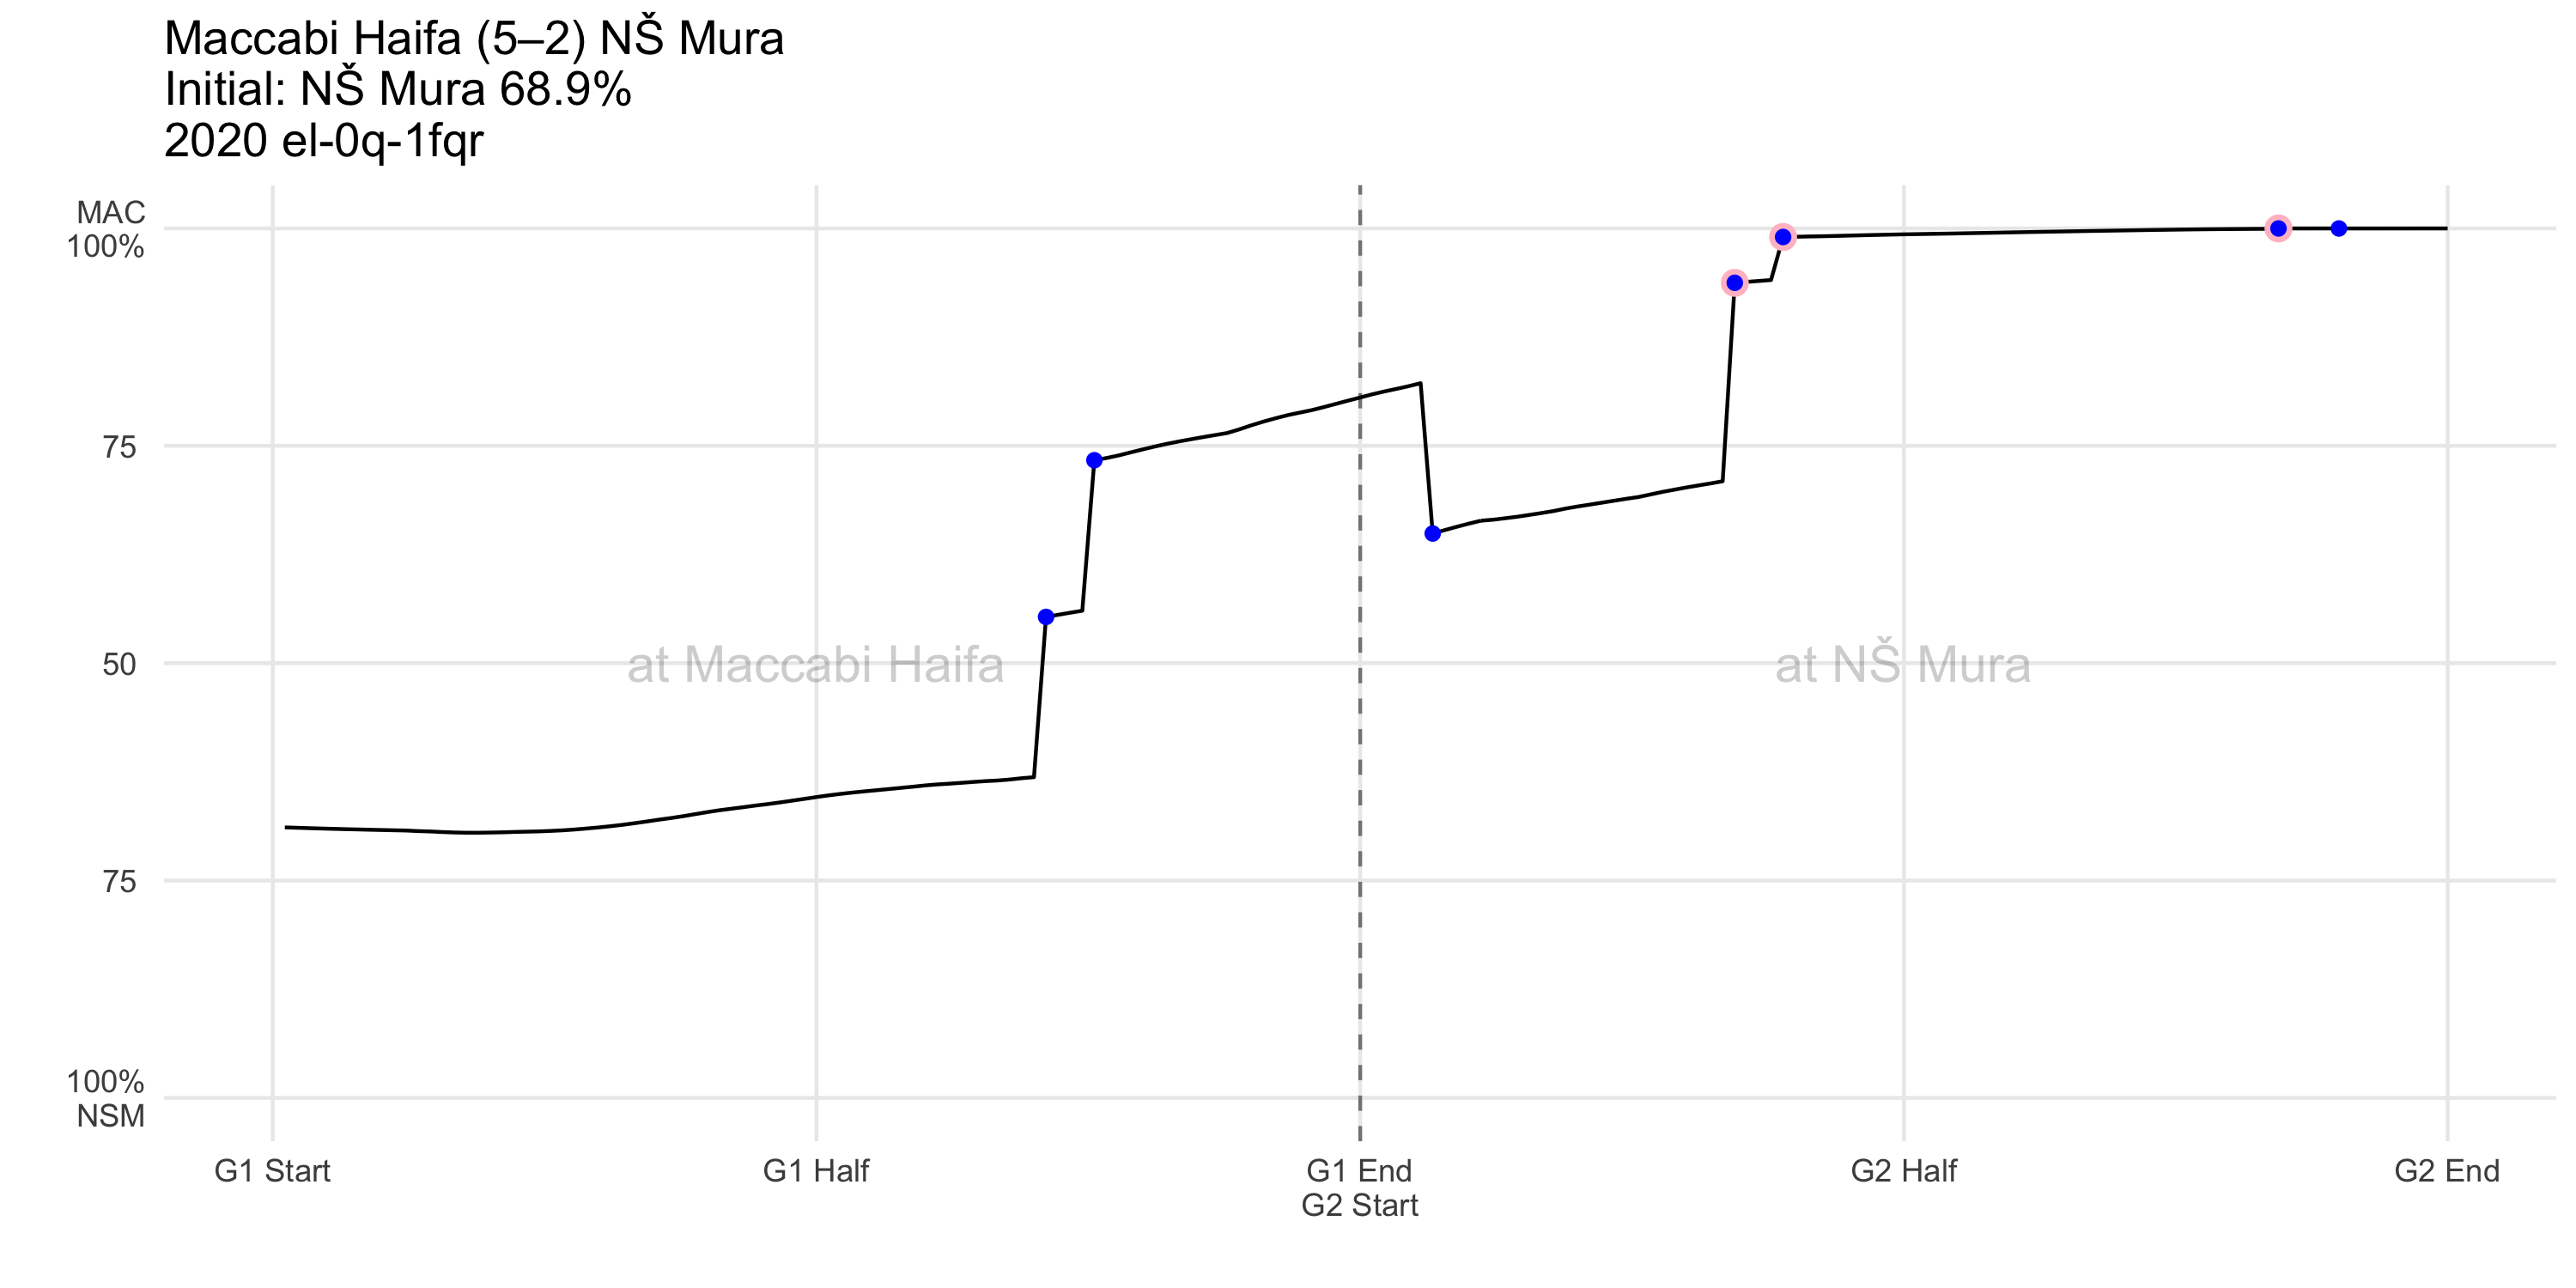 Maccabi Haifa (5–2) NŠ Mura
Initial: NŠ Mura 68.9%
2020 el-0q-1fqr
MAC
100%
75
50
75
100%
NSM
at Maccabi Haifa
at NŠ Mura
G1 Start
G1 Half
G1 End
G2 Start
G2 Half
G2 End